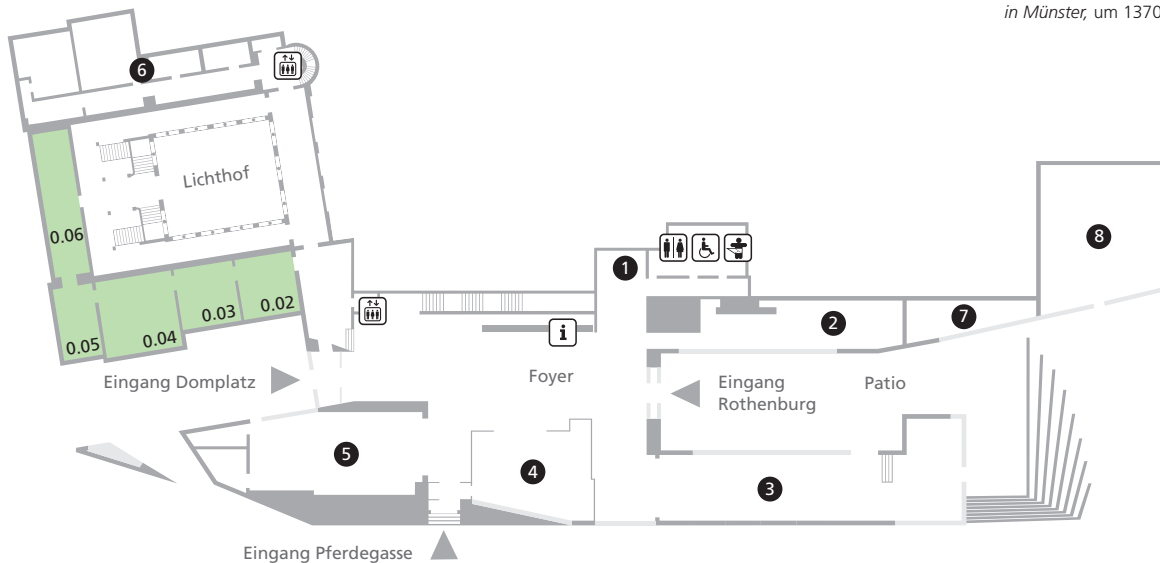 in Münster, um 1370
6
Lichthof
0.06
8
1
0.02
0.03
0.04
0.05
2
7
i
Eingang Domplatz
Foyer
Eingang
Rothenburg
Patio
5
4
3
Eingang Pferdegasse